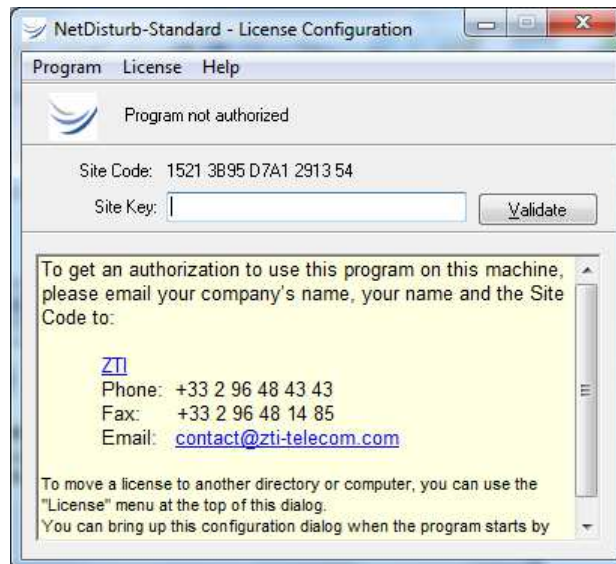 NetDisturb-Standard - License Configuration
Program License Help
Program not authorized
Site Code: 1521 3B95 D7A1 2913 54
Site Key:
Validate
To get an authorization to use this program on this machine,
please email your company's name, your name and the Site
Code to:
ZTI
Phone: +33 2 96 48 43 43
Fax: +33 2 96 48 14 85
Email: contact@zti-telecom.com
To move a license to another directory or computer, you can use the
"License" menu at the top of this dialog.
You can bring up this configuration dialog when the program starts by